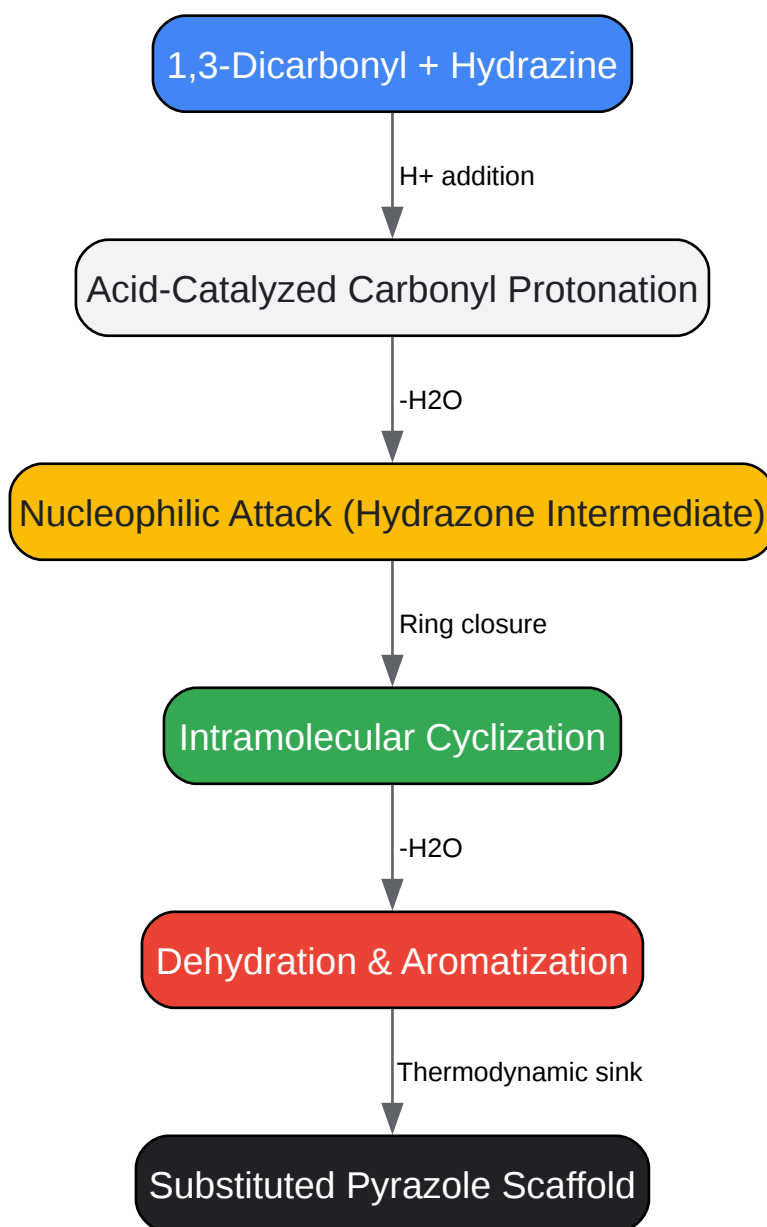 1,3-Dicarbonyl + Hydrazine
H+ addition
Acid-Catalyzed Carbonyl Protonation
-H2O
Nucleophilic Attack (Hydrazone Intermediate)
Ring closure
Intramolecular Cyclization
-H2O
Dehydration & Aromatization
Thermodynamic sink
Substituted Pyrazole Scaffold